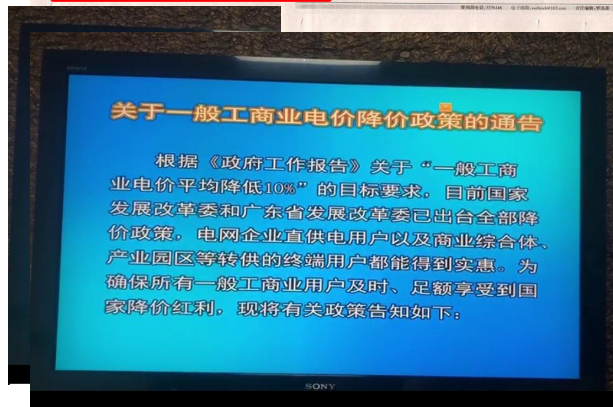 关于一般工商业电价降价政策的通告
根据《政府工作报告》关于“一般工商
业电价平均降低10%”的目标要求，目前国家
发展改革委和广东省发展改革委已出台全部降
价政策，电网企业直供电用户以及商业综合体、
产业园区等转供的终端用户都能得到实惠。为
确保所有一般工商业用户及时、足额享受到国
家降价红利，现将有关政策告知如下：
SONY